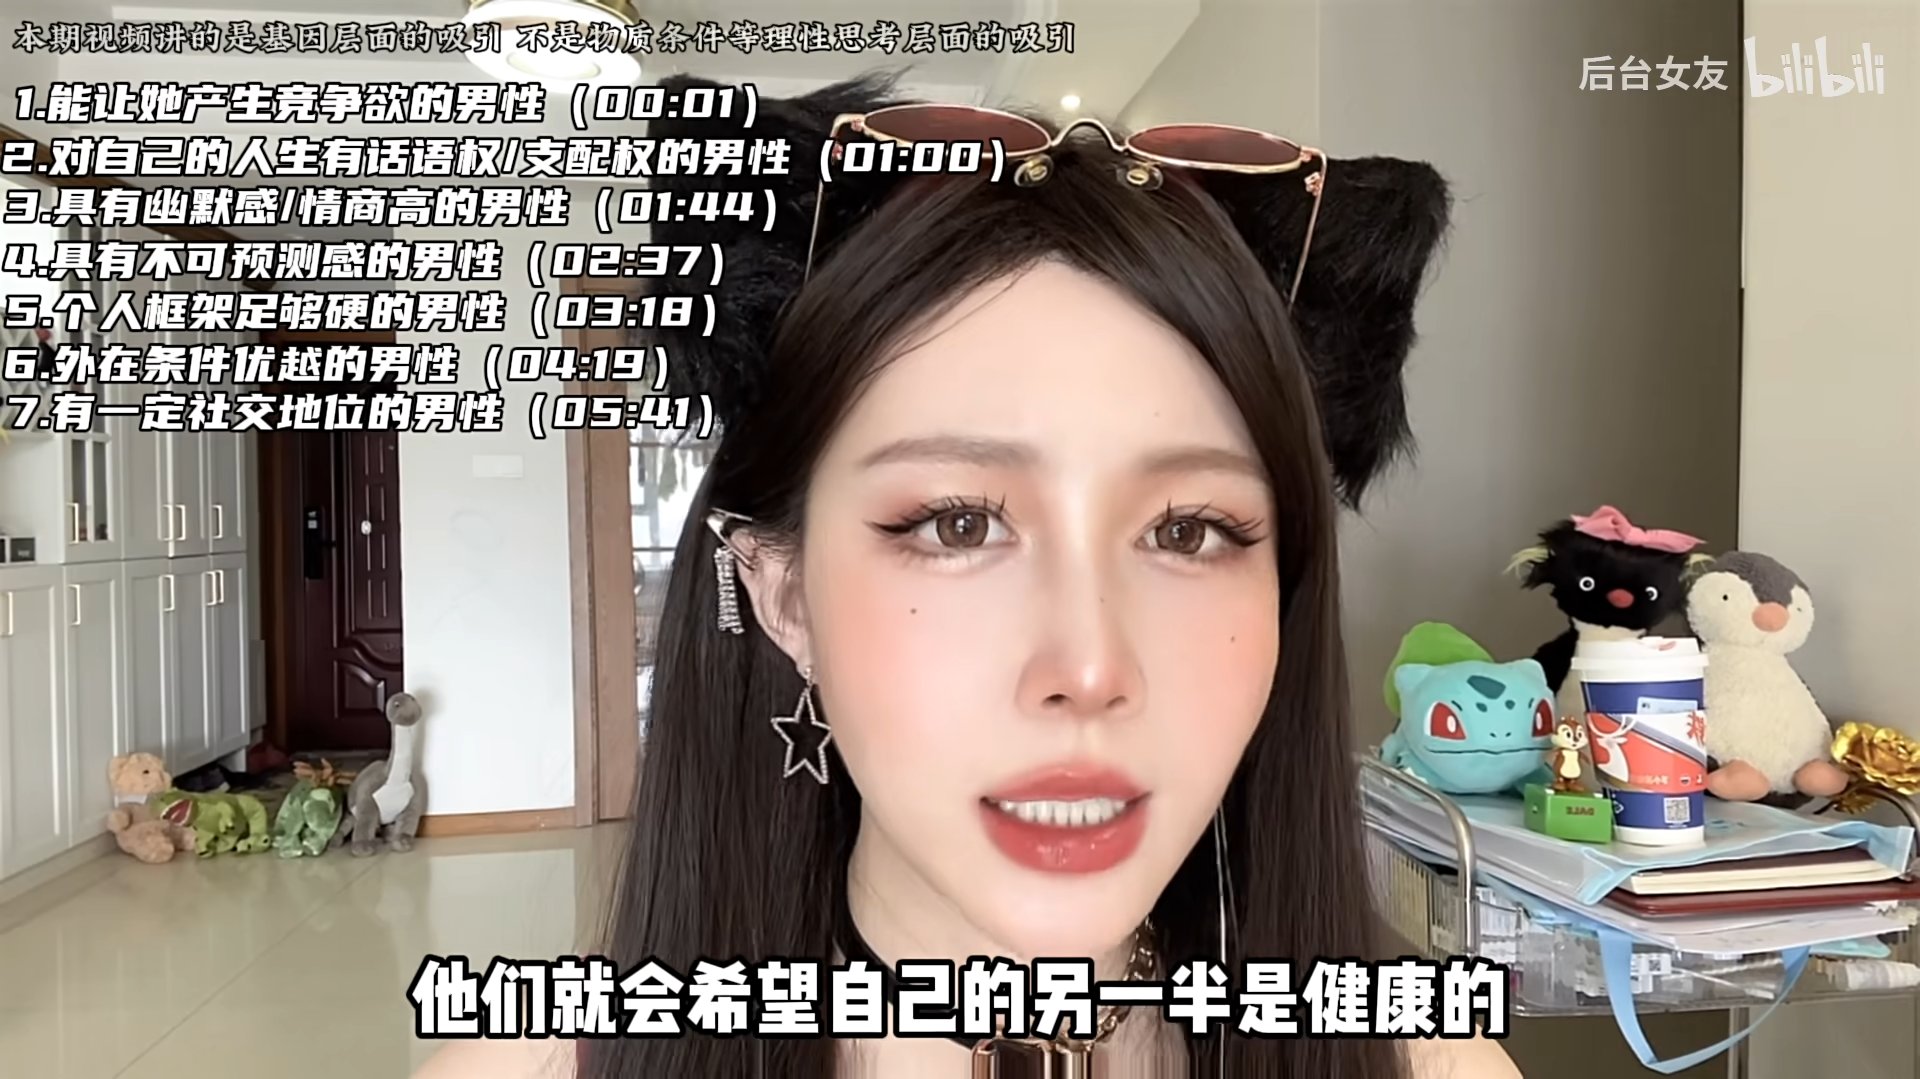 本期视频讲的是基因层面的吸引 不是物质条件等理性思考层面的吸引
后台女友 bilibili
1.能让她产生竞争欲的男性（00:01）
2.对自己的人生有话语权/支配权的男性（01:00）
3.具有幽默感/情商高的男性（01:44）
4.具有不可预测感的男性（02:37）
5.个人框架足够硬的男性（03:18）
6.外在条件优越的男性（04:19）
7.有一定社交地位的男性（05:41）
DALE
他们就会希望自己的另一半是健康的